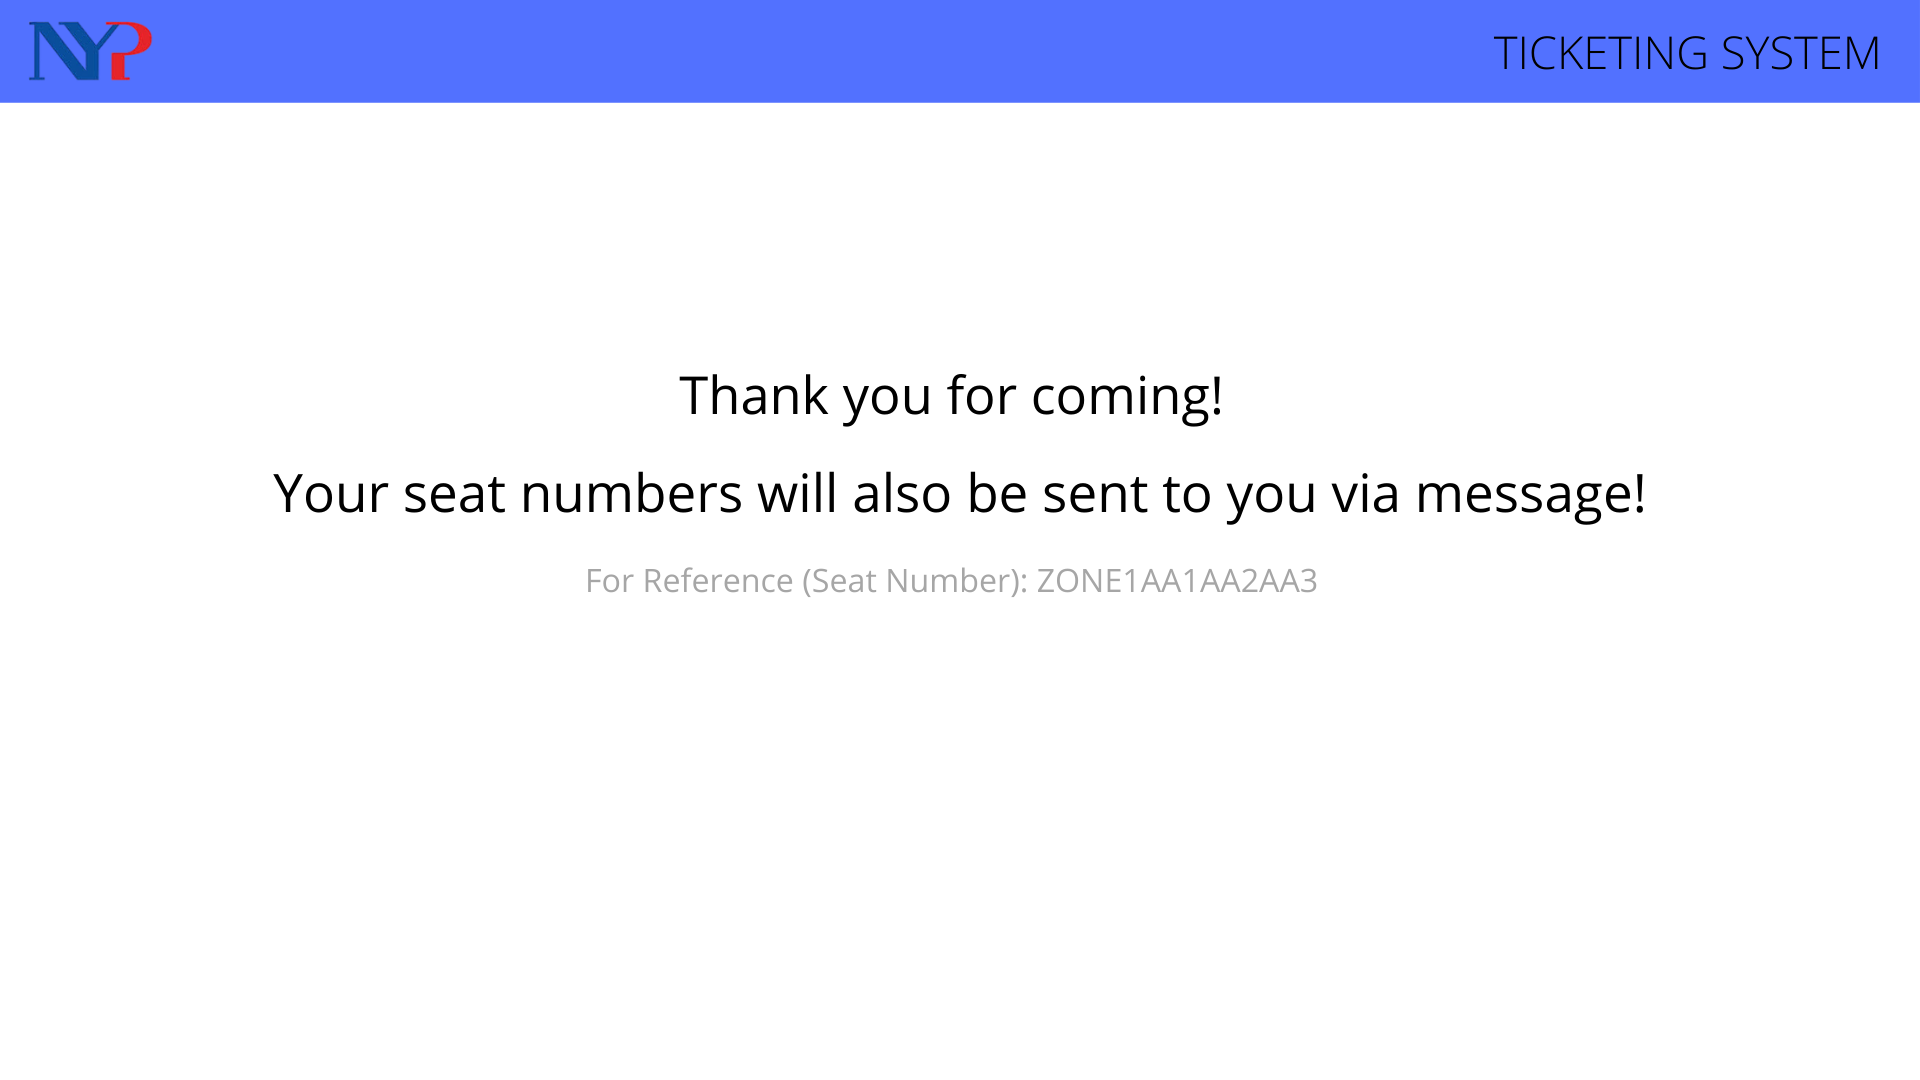 NYP
TICKETING SYSTEM
Thank you for coming!
Your seat numbers will also be sent to you via message!
For Reference (Seat Number): ZONE1AA1AA2AA3